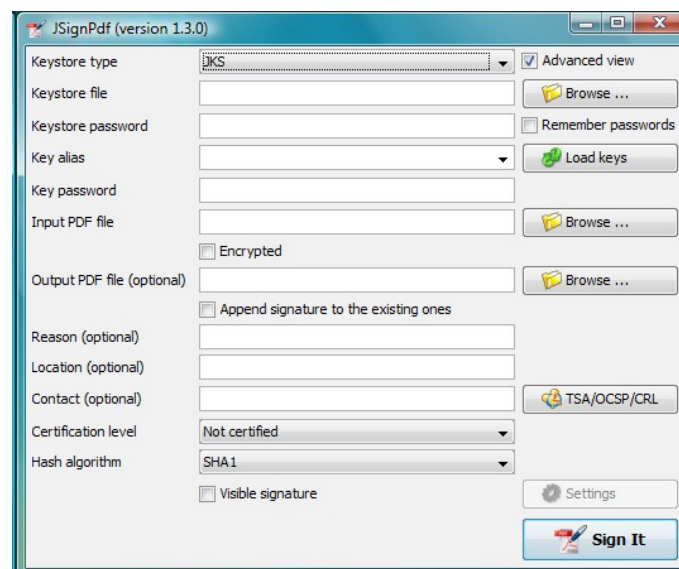 JSignPdf (version 1.3.0)
Keystore type JKS Advanced view
Keystore file Browse ...
Keystore password Remember passwords
Key alias Load keys
Key password
Input PDF file Browse ...
Encrypted
Output PDF file (optional) Browse ...
Append signature to the existing ones
Reason (optional)
Location (optional)
Contact (optional) TSA/OCSP/CRL
Certification level Not certified
Hash algorithm SHA1
Visible signature Settings
Sign It